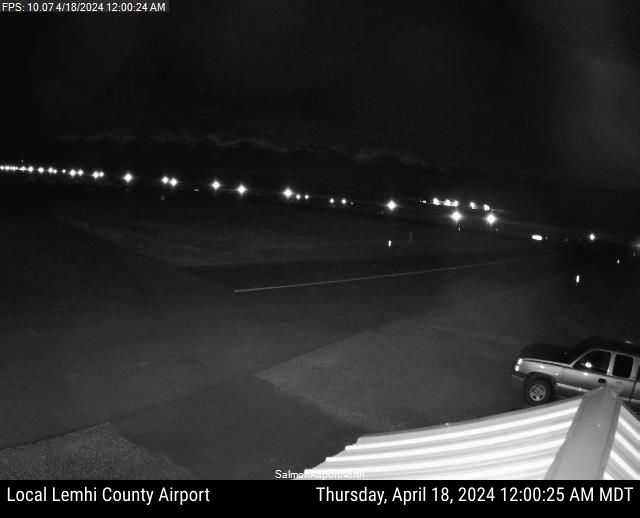 FPS: 10.07 4/18/2024 12:00:24 AM
SalmonAirportNorth
Local Lemhi County Airport
Thursday, April 18, 2024 12:00:25 AM MDT